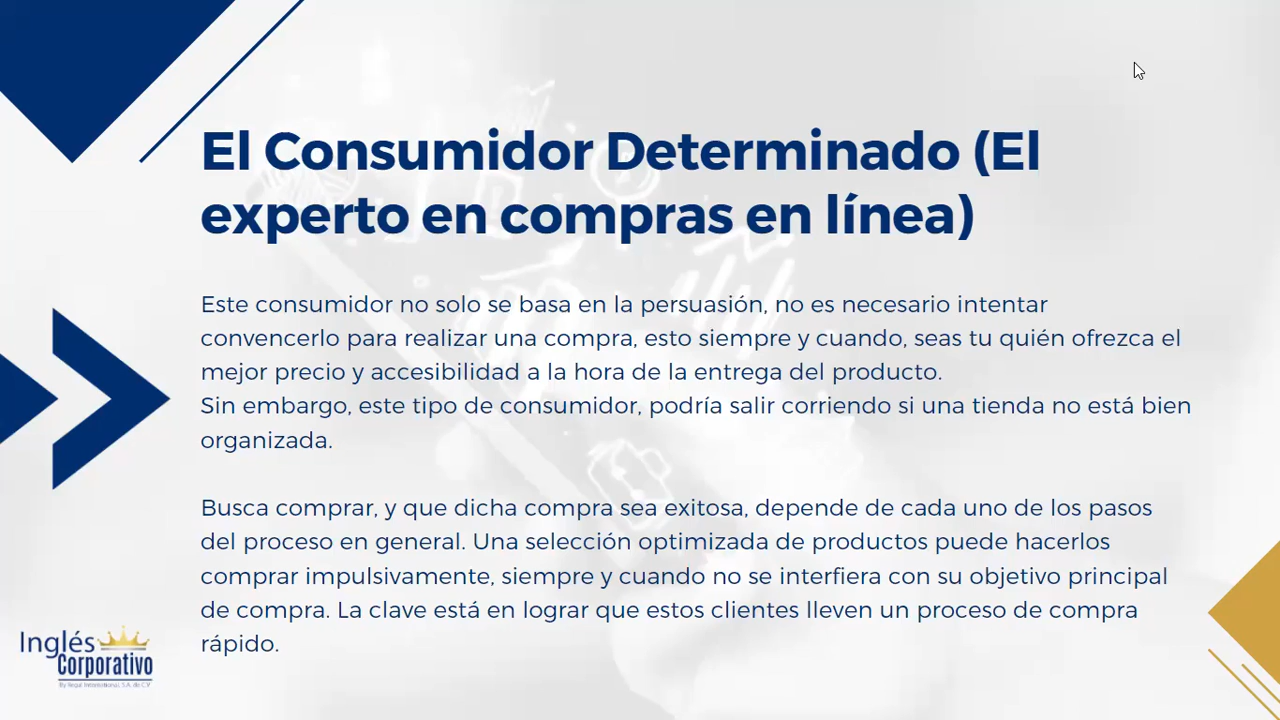 El Consumidor Determinado (El
experto en compras en línea)
Este consumidor no solo se basa en la persuasión, no es necesario intentar
convencerlo para realizar una compra, esto siempre y cuando, seas tu quién ofrezca el
mejor precio y accesibilidad a la hora de la entrega del producto.
Sin embargo, este tipo de consumidor, podría salir corriendo si una tienda no está bien
organizada.
Busca comprar, y que dicha compra sea exitosa, depende de cada uno de los pasos
del proceso en general. Una selección optimizada de productos puede hacerlos
comprar impulsivamente, siempre y cuando no se interfiera con su objetivo principal
de compra. La clave está en lograr que estos clientes lleven un proceso de compra
rápido.
Inglés
Corporativo
By Regal International, S.A. de C.V